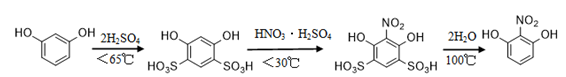 HO OH 2H₂SO₄ <65℃ HO OH HO₃S SO₃H HNO₃·H₂SO₄ <30℃ NO₂ HO OH HO₃S SO₃H 2H₂O 100℃ NO₂ HO OH